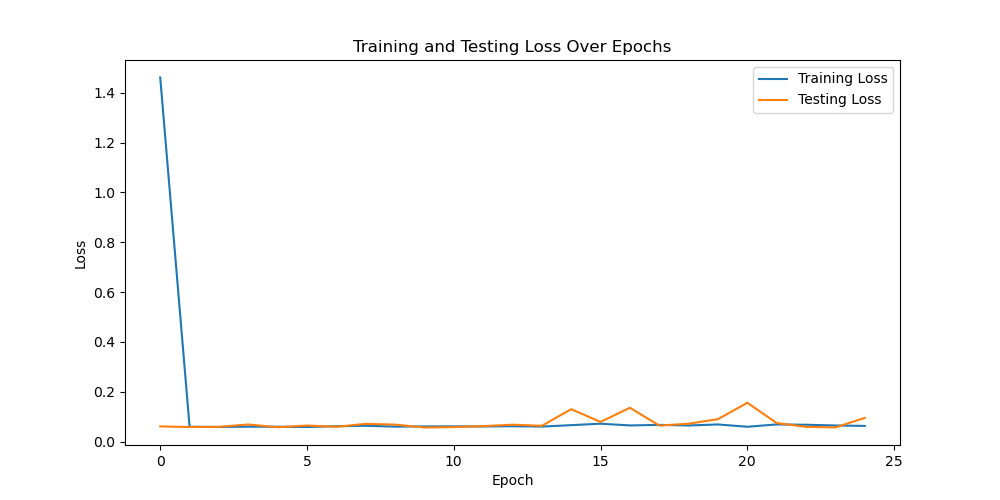 Training and Testing Loss Over Epochs
Training Loss
Testing Loss
1.4
1.2
1.0
0.8
0.6
0.4
0.2
0.0
Loss
0 5 10 15 20 25
Epoch